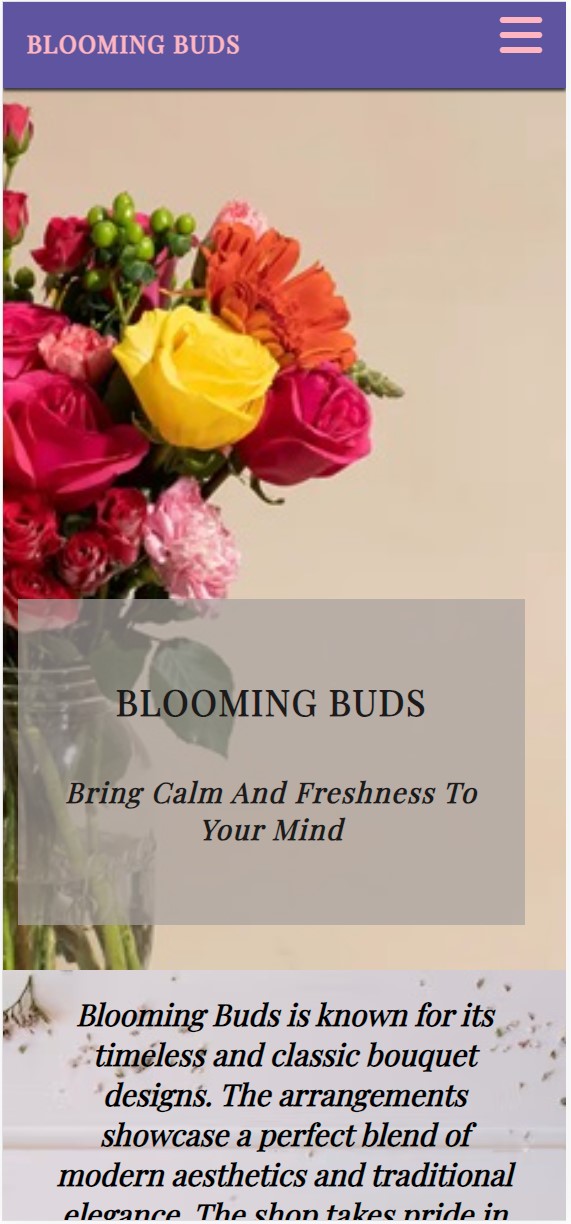 BLOOMING BUDS
BLOOMING BUDS
Bring Calm And Freshness To
Your Mind
Blooming Buds is known for its
timeless and classic bouquet
designs. The arrangements
showcase a perfect blend of
modern aesthetics and traditional
elegance. The shop takes pride in